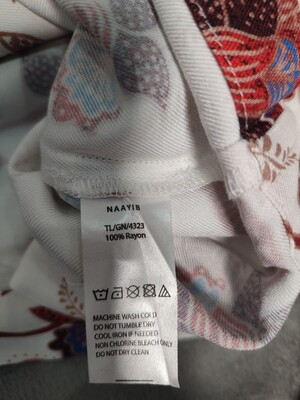 NAAYIB
TL/GN/4323
100% Rayon
MACHINE WASH COLD
DO NOT TUMBLE DRY
COOL IRON IF NEEDED
NON CHLORINE BLEACH ONLY
DO NOT DRY CLEAN